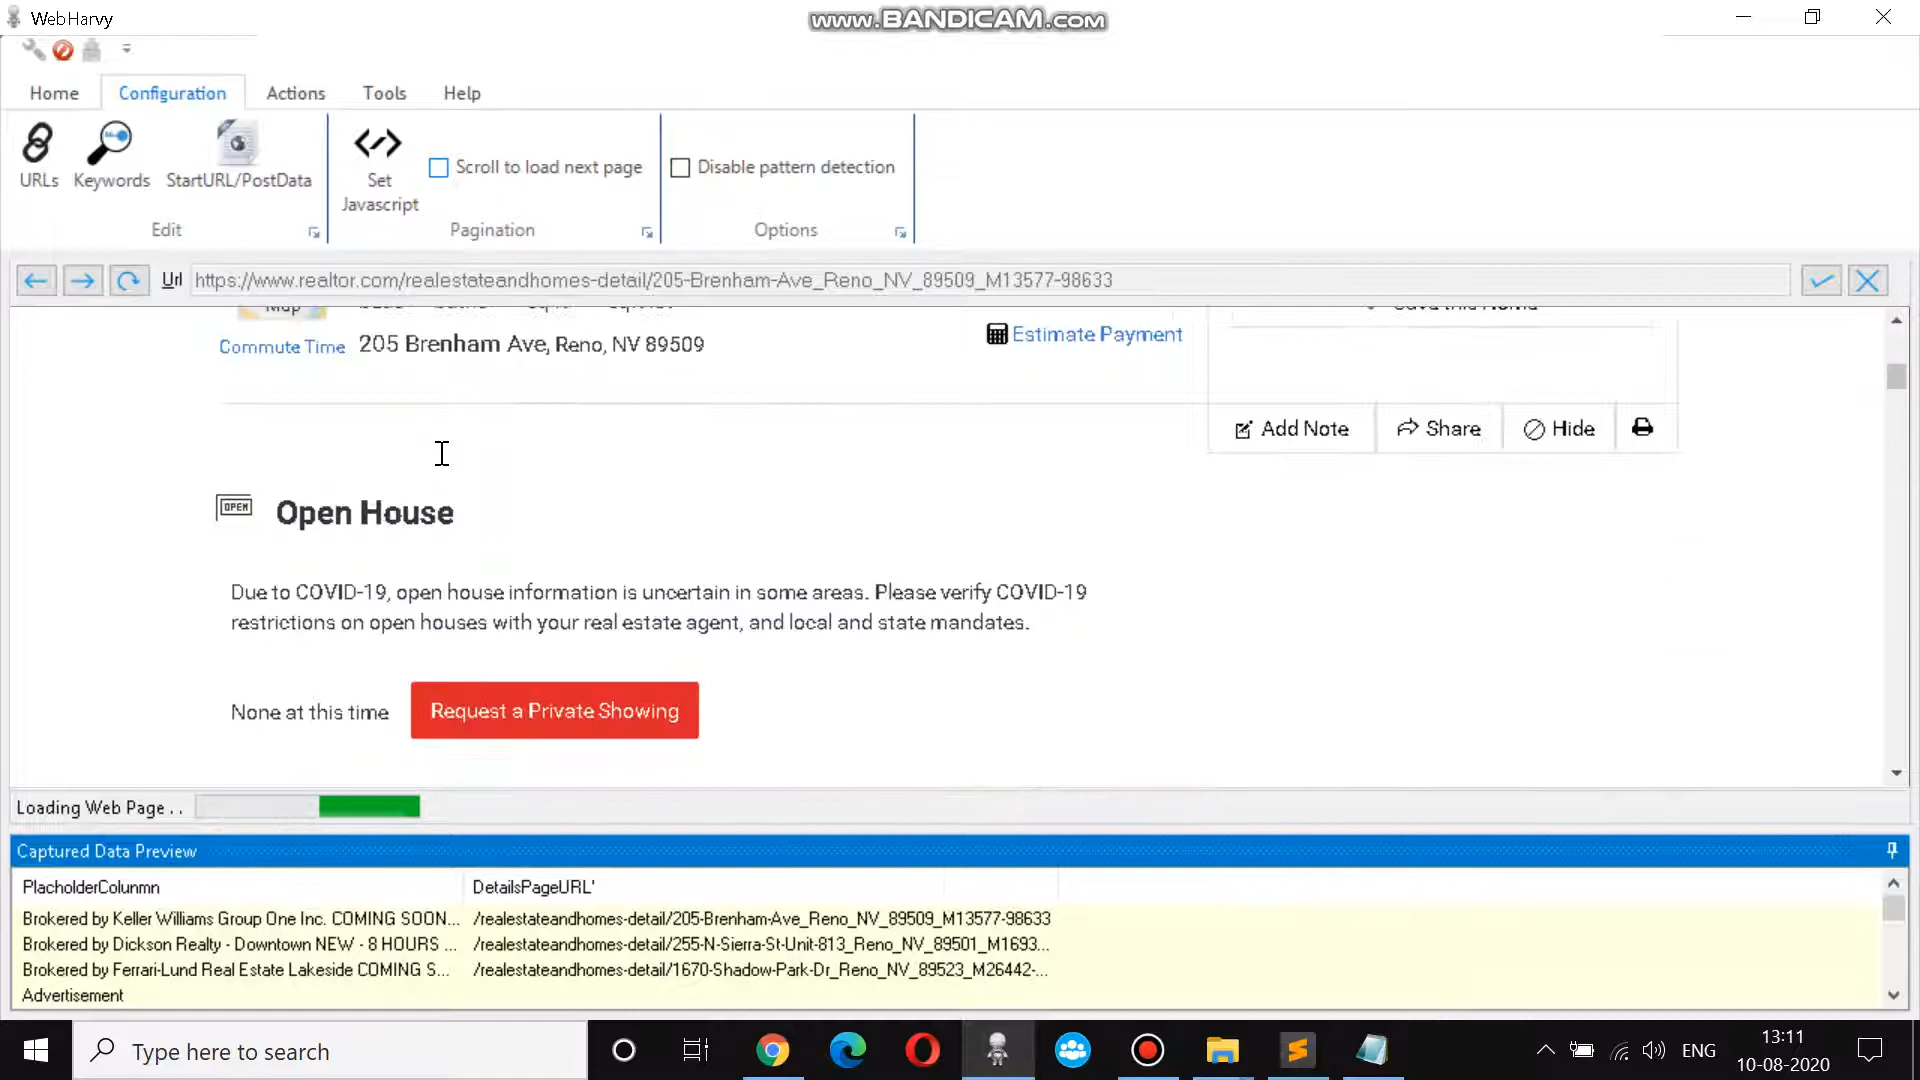 WebHarvy
www.BANDICAM.com
Home Configuration Actions Tools Help
URLs Keywords StartURL/PostData Set Javascript Scroll to load next page Disable pattern detection
Edit Pagination Options
Url https://www.realtor.com/realestateandhomes-detail/205-Brenham-Ave_Reno_NV_89509_M13577-98633
Commute Time 205 Brenham Ave, Reno, NV 89509 Estimate Payment
Add Note Share Hide
OPEN Open House
Due to COVID-19, open house information is uncertain in some areas. Please verify COVID-19
restrictions on open houses with your real estate agent, and local and state mandates.
None at this time Request a Private Showing
Loading Web Page . .
Captured Data Preview
PlacholderColunmn DetailsPageURL'
Brokered by Keller Williams Group One Inc. COMING SOON... /realestateandhomes-detail/205-Brenham-Ave_Reno_NV_89509_M13577-98633
Brokered by Dickson Realty - Downtown NEW - 8 HOURS ... /realestateandhomes-detail/255-N-Sierra-St-Unit-813_Reno_NV_89501_M1693...
Brokered by Ferrari-Lund Real Estate Lakeside COMING S... /realestateandhomes-detail/1670-Shadow-Park-Dr_Reno_NV_89523_M26442-...
Advertisement
Type here to search ENG 13:11
10-08-2020